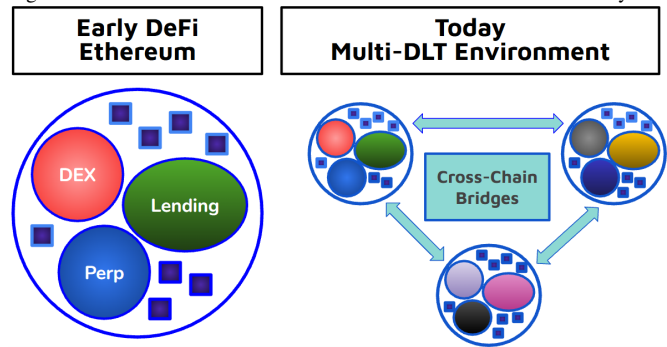 Early DeFi
Ethereum
Today
Multi-DLT Environment
DEX
Lending
Perp
Cross-Chain
Bridges